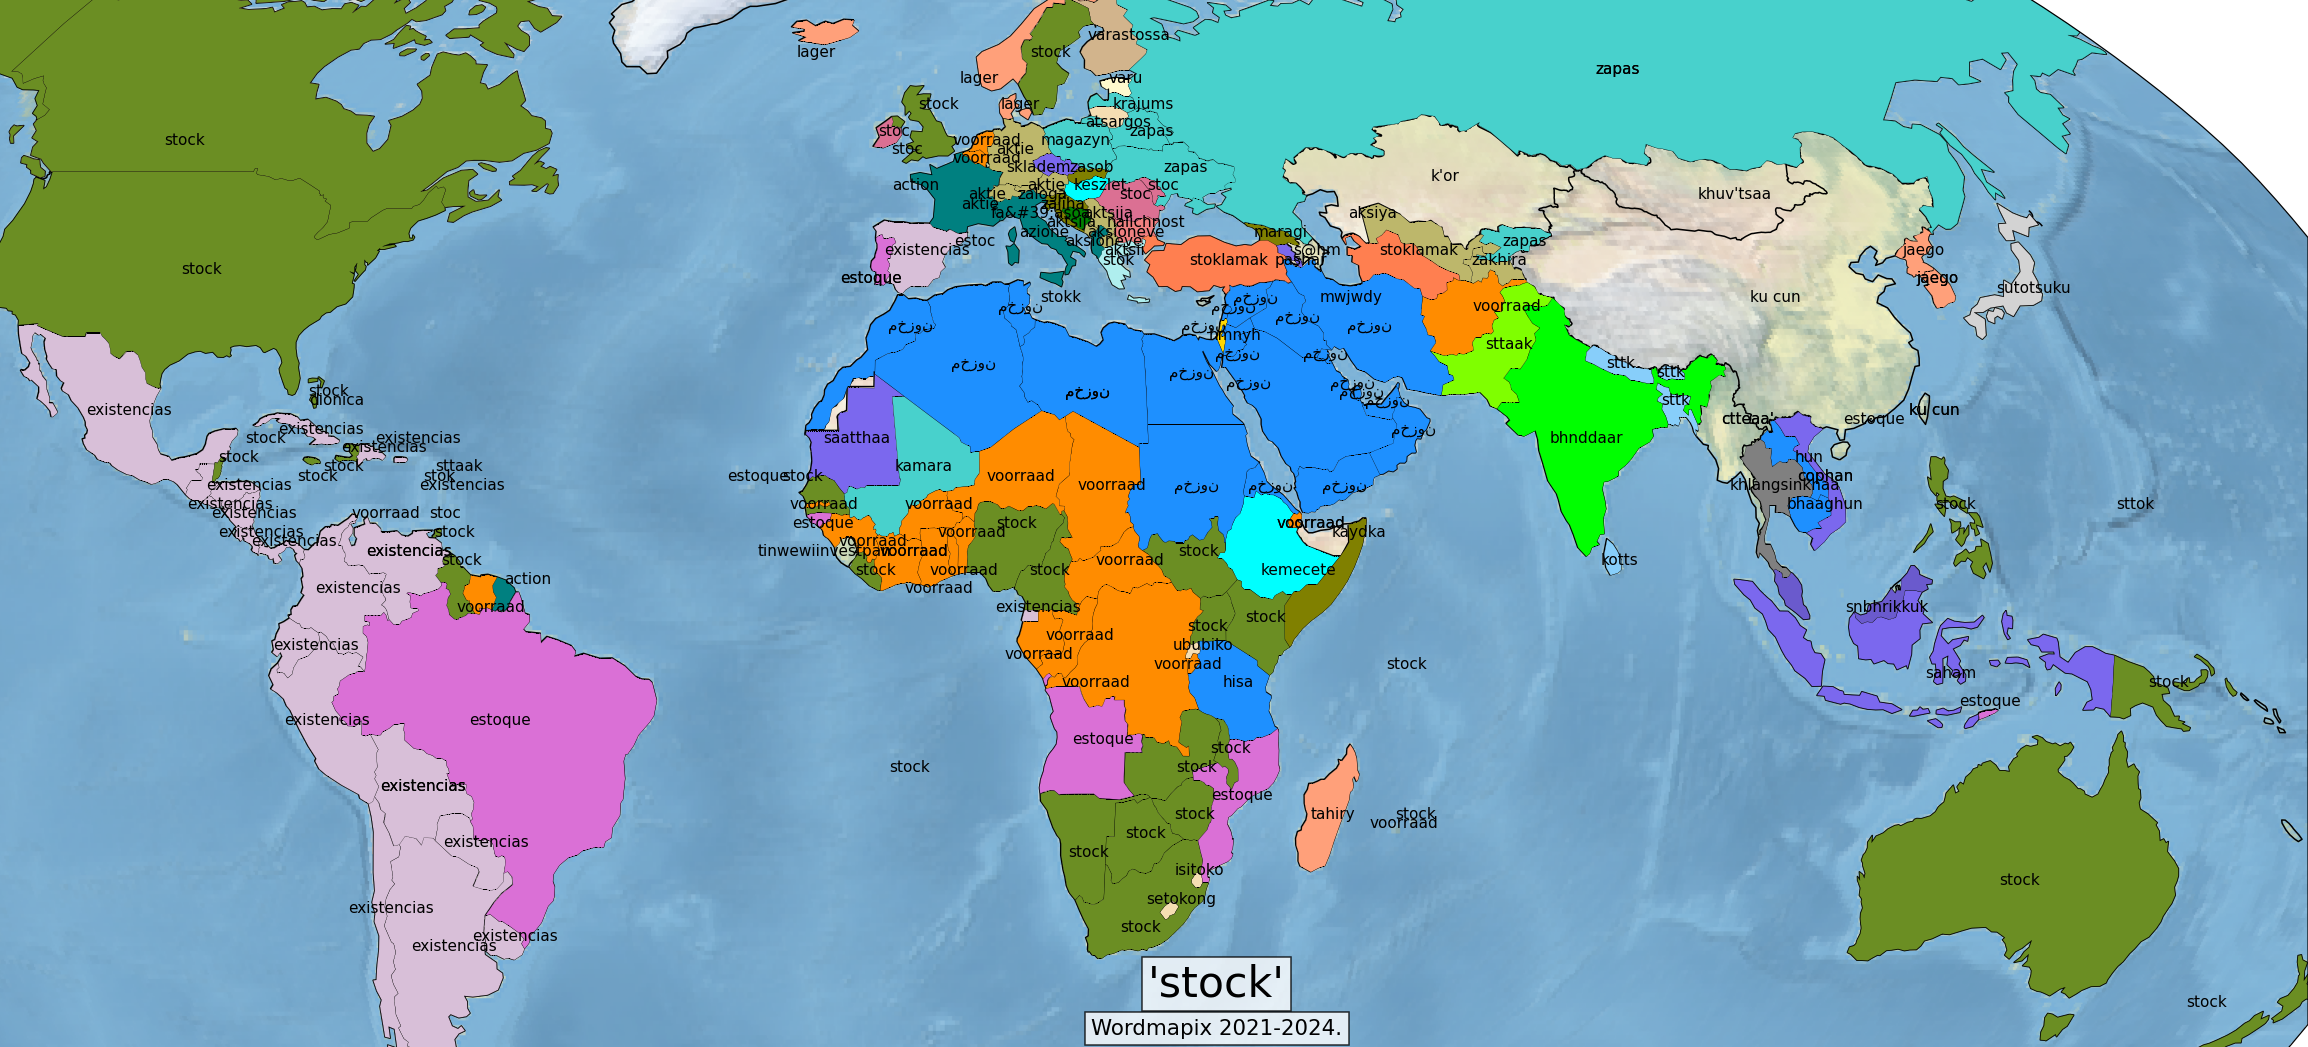 varastossa
lager
stock
zapas
lager
varu
stock
lager
krajums
stock
atsargos
stoc
zapas
stock
voorraad
magazyn
stoc
aktie
voorraad
skladem
zasob
zapas
k'or
action
aktie
keszlet
stoc
khuv'tsaa
aktie
zaloga
stoc
aktie
zaliha
aksiya
aktsija
nalichnost
azione
aksioneve
maragi
estoc
aksioneve
zapas
existencias
stoklamak
jaego
stok
stoklamak
zakhira
stock
estoque
jaego
sutotsuku
stokk
mwjwdy
ku cun
مخزون
مخزون
voorraad
مخزون
مخزون
مخزون
مخزون
sttaak
مخزون
مخزون
sttk
مخزون
sttk
مخزون
مخزون
مخزون
stock
مخزون
sttk
dionica
existencias
ku cun
مخزون
estoque
existencias
stock
existencias
saatthaa
مخزون
bhnddaar
existencias
stock
hun
stock
sttaak
kamara
stock
stok
estoque
stock
voorraad
cophan
existencias
existencias
voorraad
مخزون
مخزون
مخزون
khlangsinkhaa
existencias
voorraad
voorraad
bhaaghun
stock
sttok
existencias
voorraad
stoc
estoque
stock
voorraad
existencias
stock
voorraad
kaydka
existencias
voorraad
existencias
voorraad
stock
stock
voorraad
kotts
stock
voorraad
stock
kemecete
action
existencias
voorraad
voorraad
existencias
snbhrikkuk
stock
stock
voorraad
existencias
ububiko
voorraad
voorraad
stock
saham
voorraad
hisa
stock
estoque
existencias
estoque
estoque
stock
stock
stock
existencias
estoque
stock
tahiry
stock
voorraad
stock
existencias
stock
isitoko
stock
setokong
existencias
stock
existencias
existencias
'stock'
stock
Wordmapix 2021-2024.